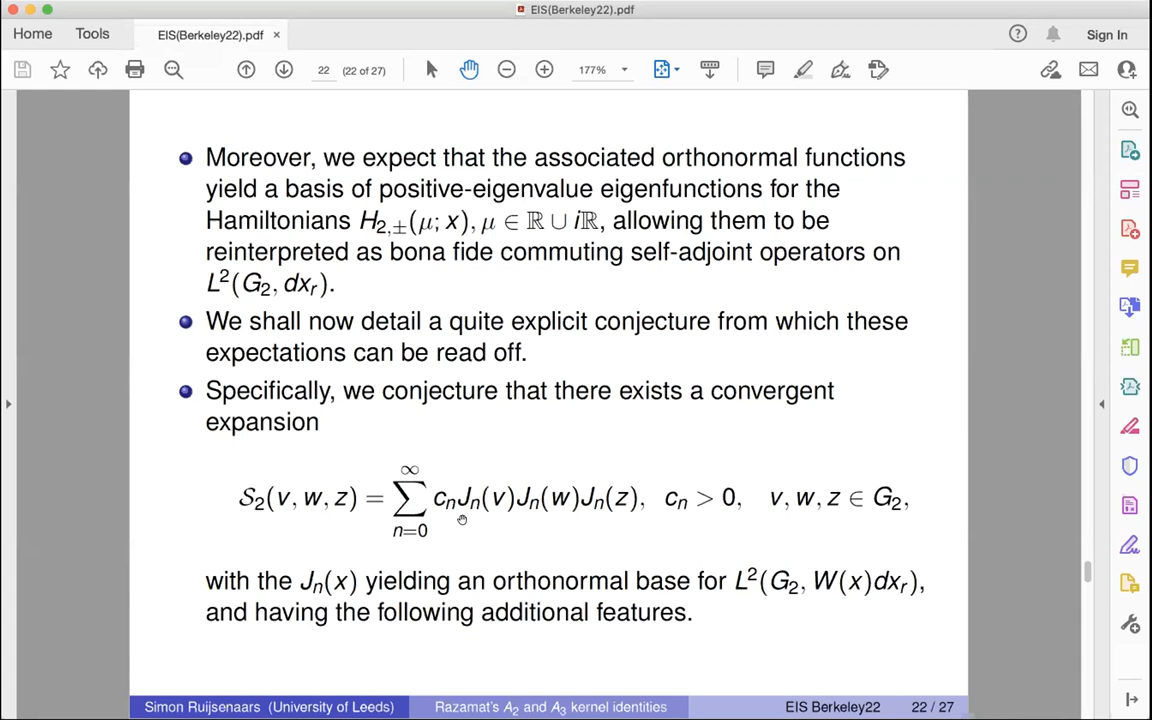 EIS(Berkeley22).pdf
Home Tools EIS(Berkeley22).pdf × Sign In
22 (22 of 27) 177%
Moreover, we expect that the associated orthonormal functions
yield a basis of positive-eigenvalue eigenfunctions for the
Hamiltonians H₂,±(μ; x), μ ∈ ℝ ∪ iℝ, allowing them to be
reinterpreted as bona fide commuting self-adjoint operators on
L²(G₂, dxᵣ).
We shall now detail a quite explicit conjecture from which these
expectations can be read off.
Specifically, we conjecture that there exists a convergent
expansion
S₂(v, w, z) = ∑_{n=0}^{∞} cₙJₙ(v)Jₙ(w)Jₙ(z), cₙ > 0, v, w, z ∈ G₂,
with the Jₙ(x) yielding an orthonormal base for L²(G₂, W(x)dxᵣ),
and having the following additional features.
Simon Ruijsenaars (University of Leeds) Razamat's A₂ and A₃ kernel identities EIS Berkeley22 22 / 27